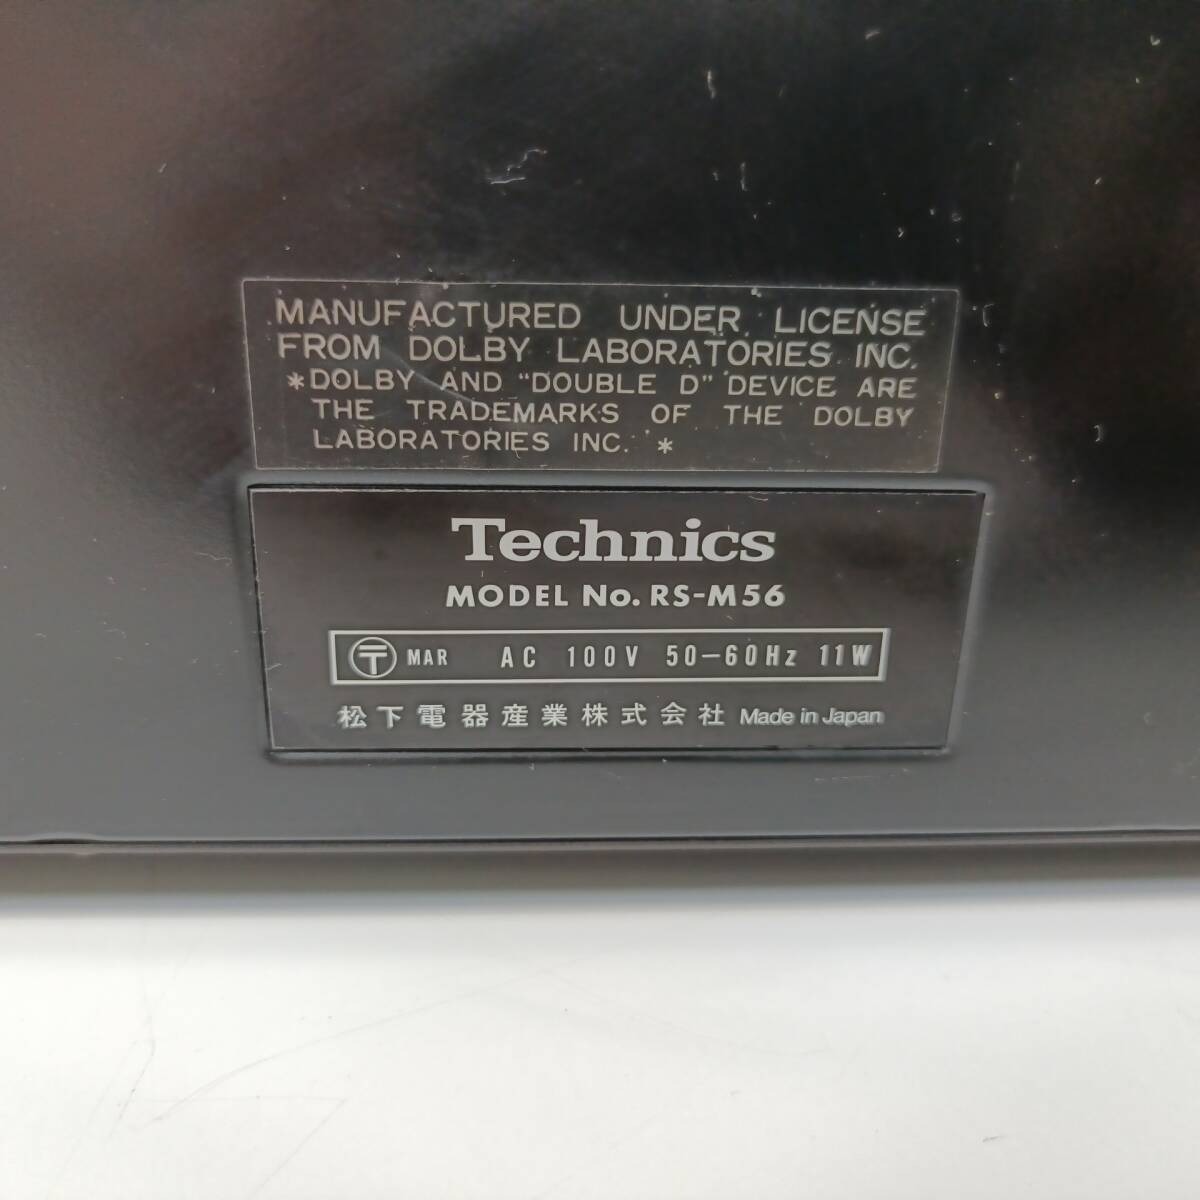 MANUFACTURED UNDER LICENSE
FROM DOLBY LABORATORIES INC.
*DOLBY AND "DOUBLE D" DEVICE ARE
THE TRADEMARKS OF THE DOLBY
LABORATORIES INC. *
Technics
MODEL No. RS-M56
〒 MAR AC 100V 50-60Hz 11W
松下電器産業株式会社 Made in Japan